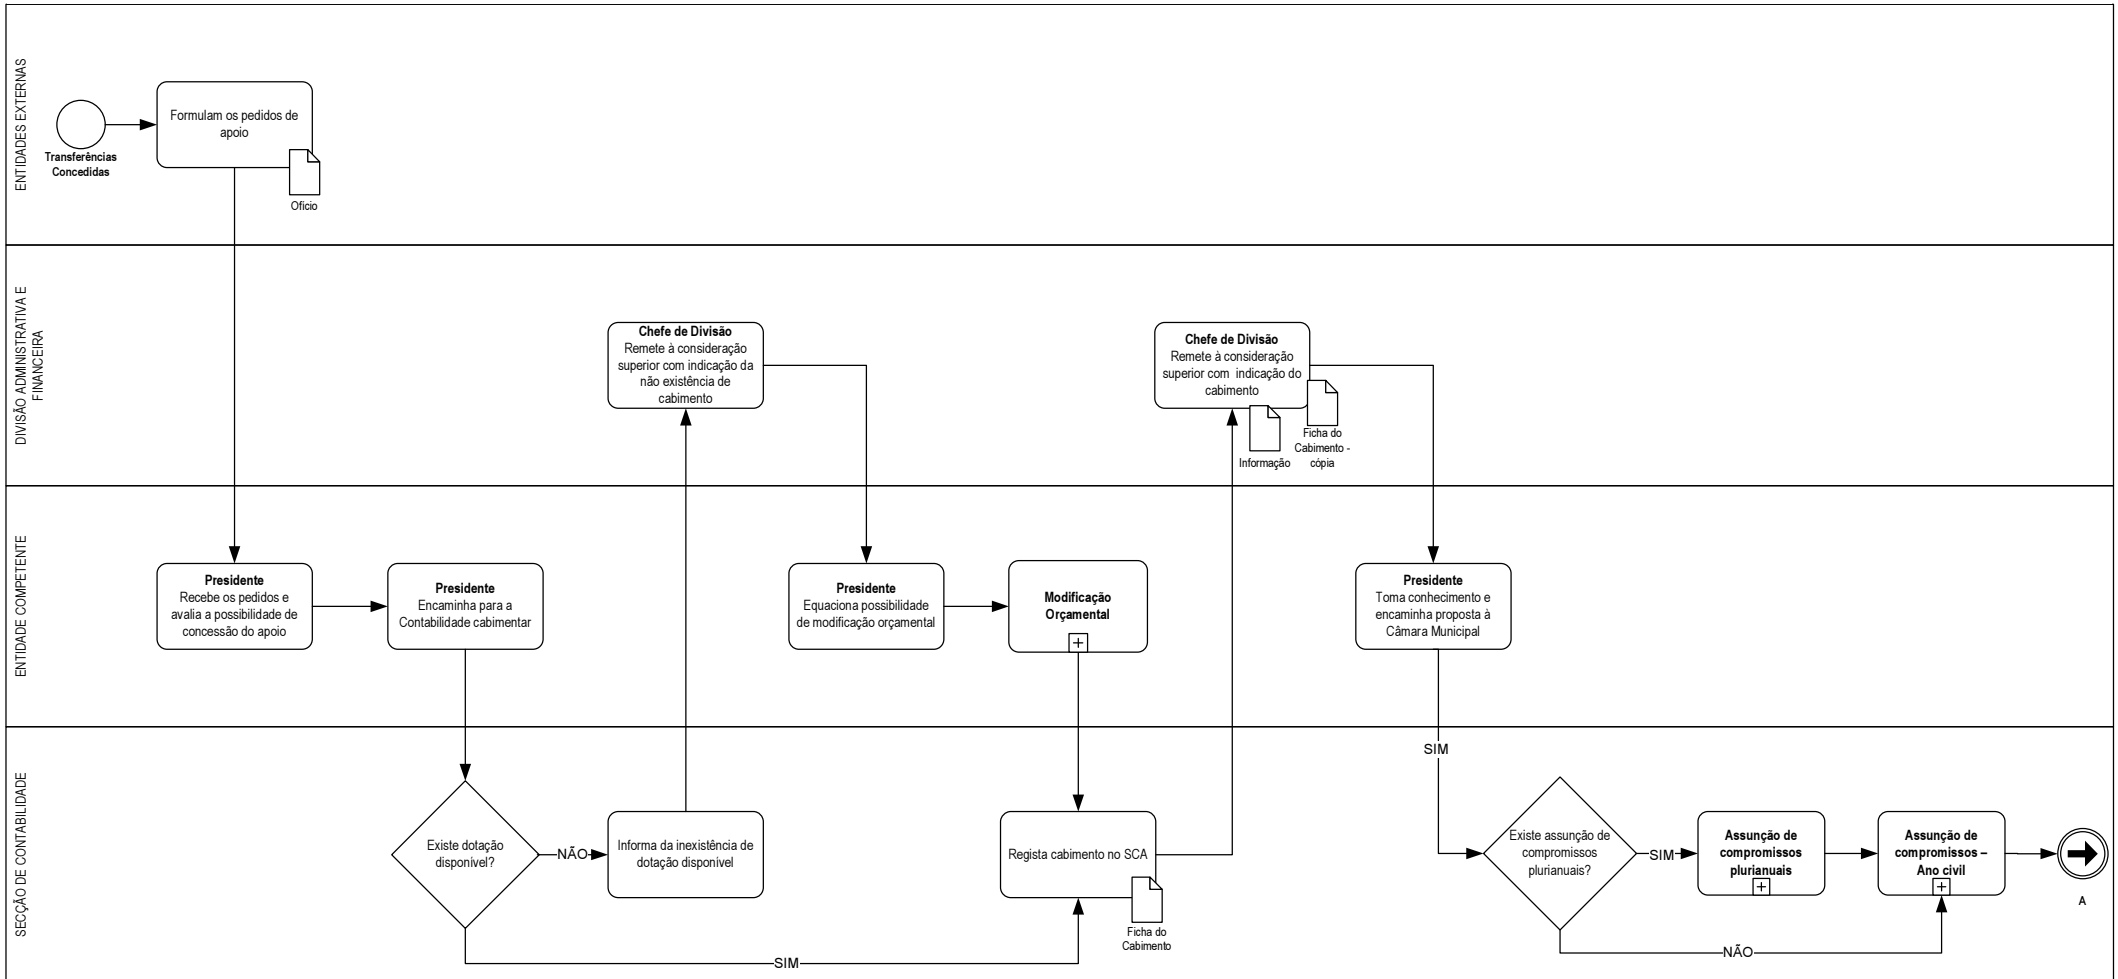 ENTIDADES EXTERNAS
Transferências
Concedidas
Formulam os pedidos de
apoio
Ofício
DIVISÃO ADMINISTRATIVA E
FINANCEIRA
Chefe de Divisão
Remete à consideração
superior com indicação da
não existência de
cabimento
Chefe de Divisão
Remete à consideração
superior com indicação do
cabimento
Informação
Ficha do
Cabimento -
cópia
ENTIDADE COMPETENTE
Presidente
Recebe os pedidos e
avalia a possibilidade de
concessão do apoio
Presidente
Encaminha para a
Contabilidade cabimentar
Presidente
Equaciona possibilidade
de modificação orçamental
Modificação
Orçamental
Presidente
Toma conhecimento e
encaminha proposta à
Câmara Municipal
SECÇÃO DE CONTABILIDADE
Existe dotação
disponível?
NÃO
Informa da inexistência de
dotação disponível
SIM
Regista cabimento no SCA
Ficha do
Cabimento
SIM
Existe assunção de
compromissos
plurianuais?
SIM
Assunção de
compromissos
plurianuais
NÃO
Assunção de
compromissos –
Ano civil
A